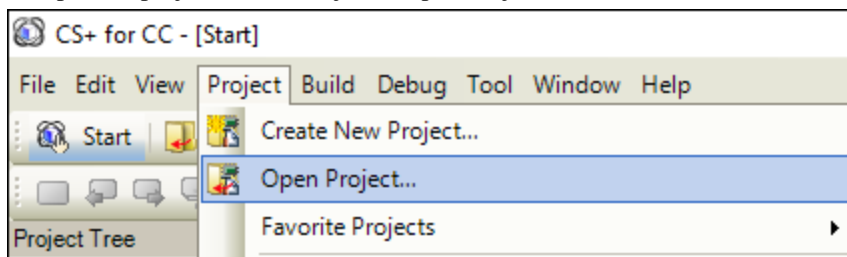 CS+ for CC - [Start]
File Edit View Project Build Debug Tool Window Help
Start
Create New Project...
Open Project...
Favorite Projects
Project Tree